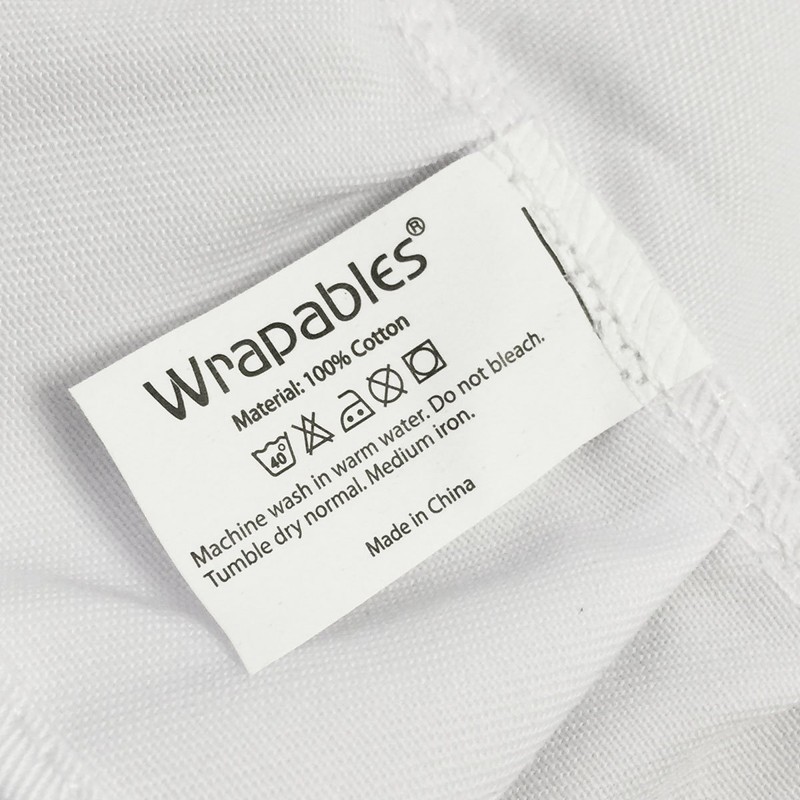 Wrapables®
Material: 100% Cotton
40
Machine wash in warm water. Do not bleach.
Tumble dry normal. Medium iron.
Made in China